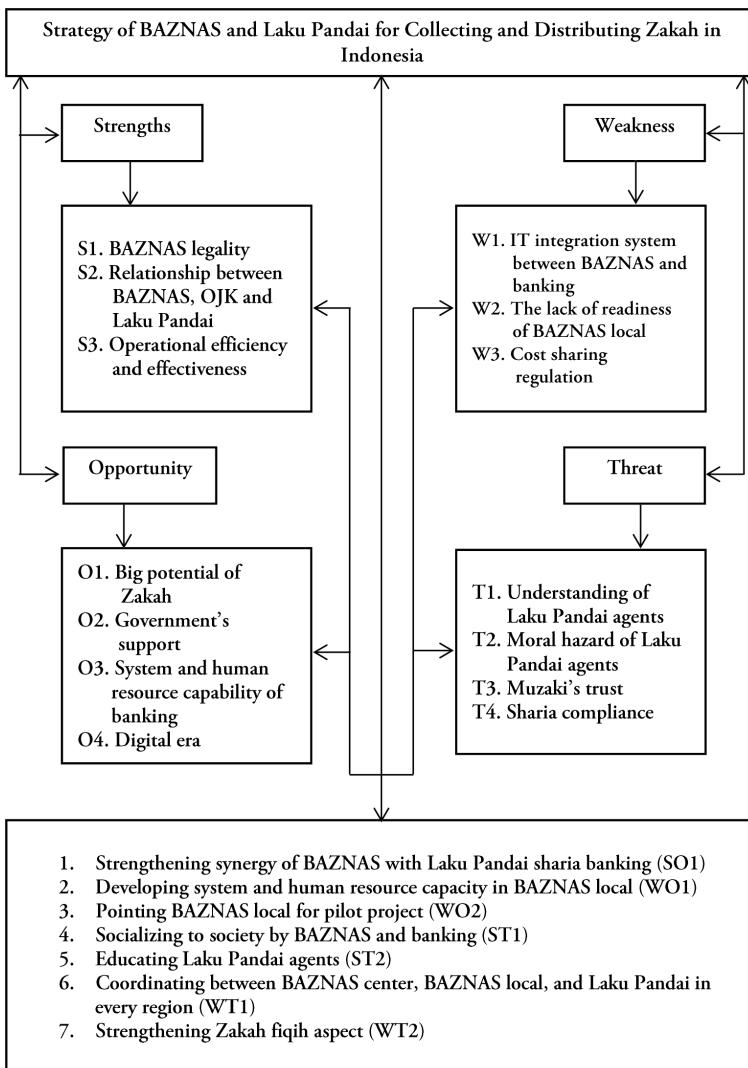 Strategy of BAZNAS and Laku Pandai for Collecting and Distributing Zakah in
Indonesia
Strengths
Weakness
S1. BAZNAS legality
S2. Relationship between
BAZNAS, OJK and
Laku Pandai
S3. Operational efficiency
and effectiveness
W1. IT integration system
between BAZNAS and
banking
W2. The lack of readiness
of BAZNAS local
W3. Cost sharing
regulation
Opportunity
Threat
O1. Big potential of
Zakah
O2. Government's
support
O3. System and human
resource capability of
banking
O4. Digital era
T1. Understanding of
Laku Pandai agents
T2. Moral hazard of Laku
Pandai agents
T3. Muzaki's trust
T4. Sharia compliance
1. Strengthening synergy of BAZNAS with Laku Pandai sharia banking (SO1)
2. Developing system and human resource capacity in BAZNAS local (WO1)
3. Pointing BAZNAS local for pilot project (WO2)
4. Socializing to society by BAZNAS and banking (ST1)
5. Educating Laku Pandai agents (ST2)
6. Coordinating between BAZNAS center, BAZNAS local, and Laku Pandai in
every region (WT1)
7. Strengthening Zakah fiqih aspect (WT2)